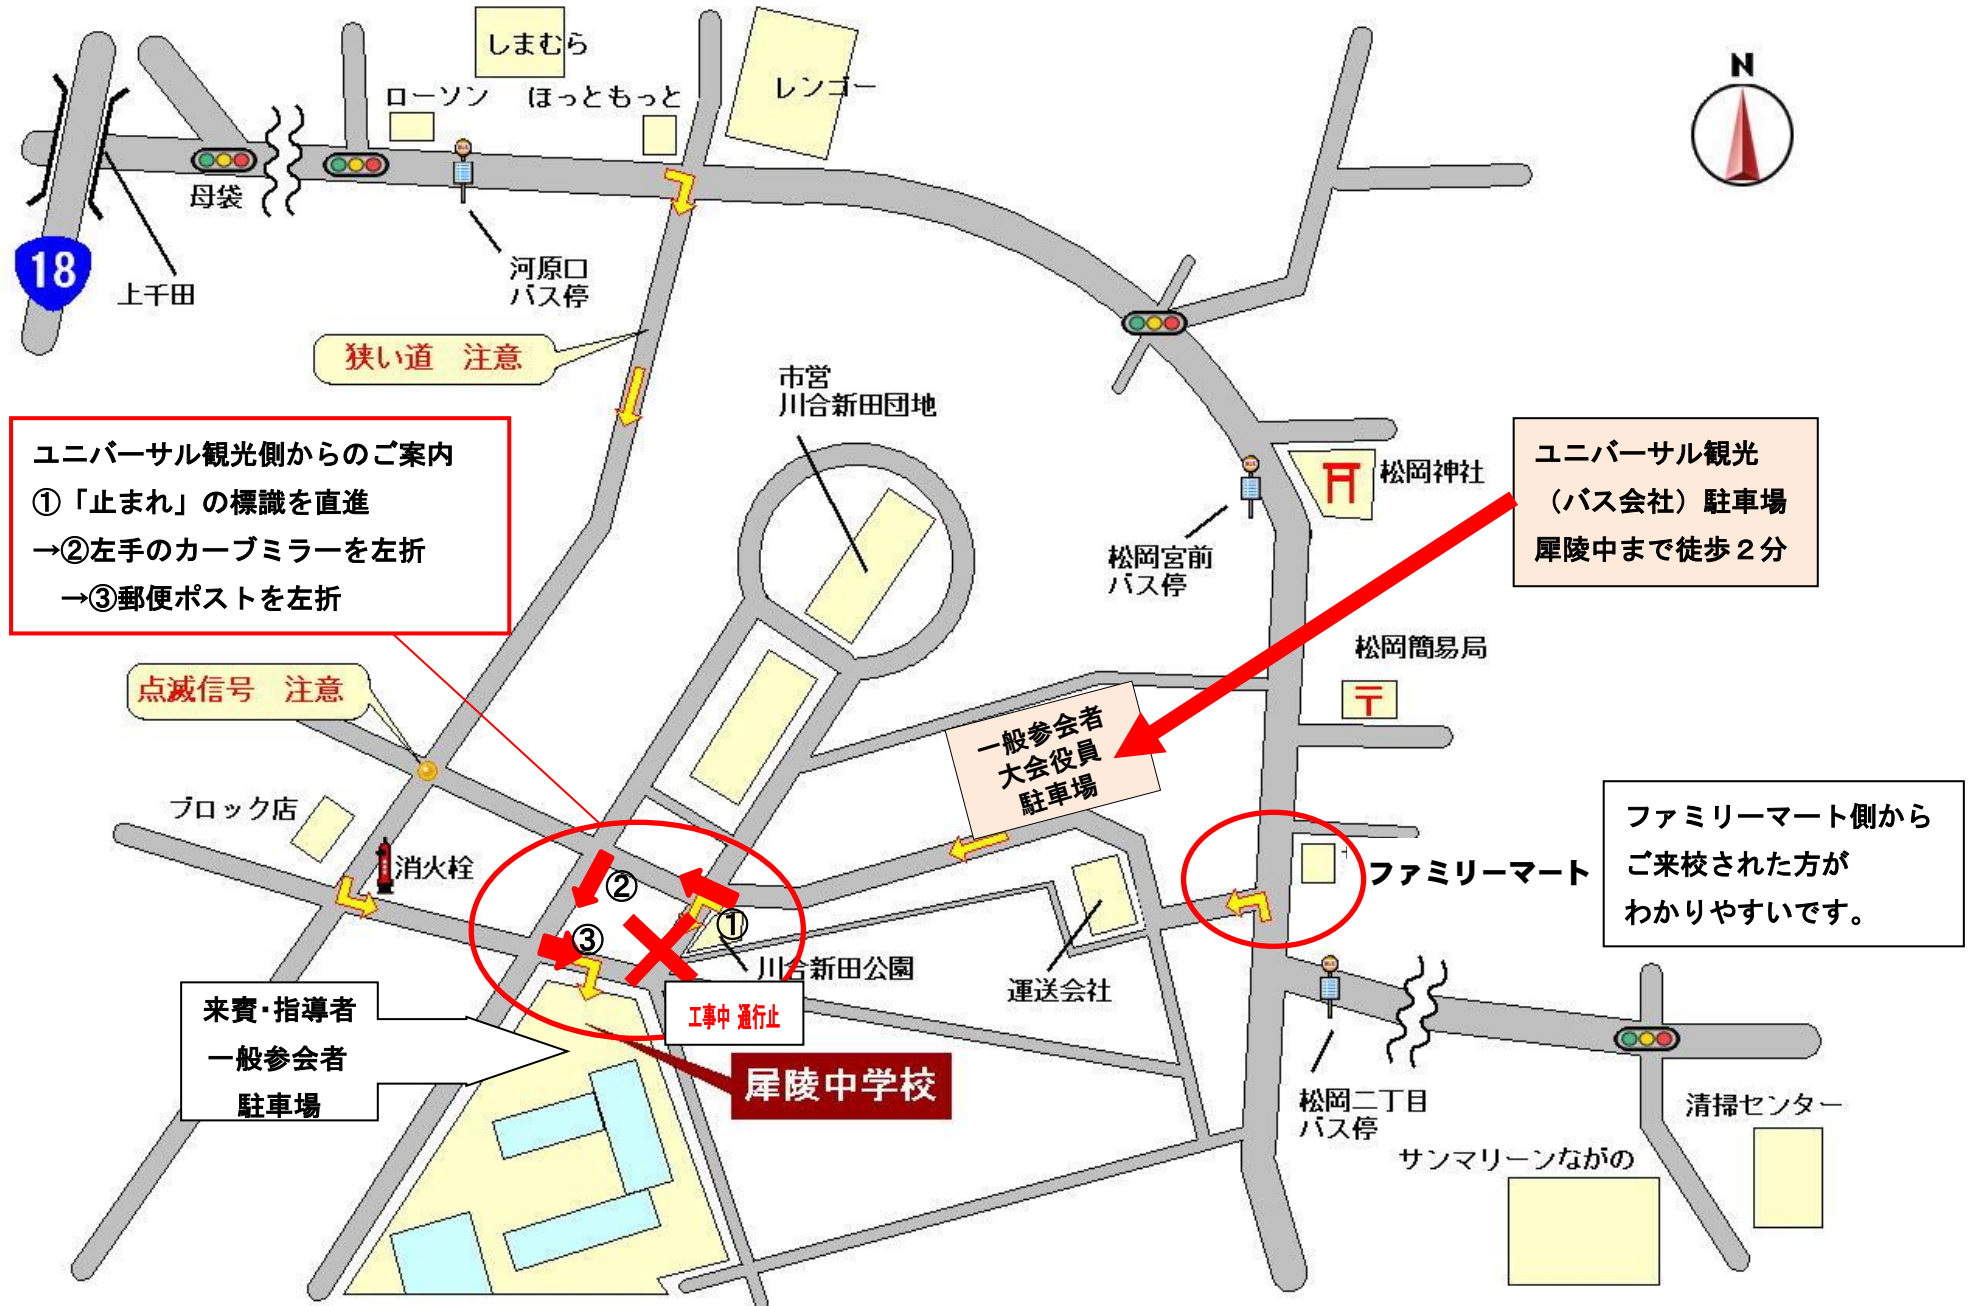 N
しまむら
レンゴー
ローソン
ほっともっと
母袋
18
上千田
河原口
バス停
狭い道　注意
市営
川合新田団地
ユニバーサル観光側からのご案内
①「止まれ」の標識を直進
→②左手のカーブミラーを左折
→③郵便ポストを左折
松岡神社
ユニバーサル観光
（バス会社）駐車場
犀陵中まで徒歩２分
松岡宮前
バス停
松岡簡易局
〒
点滅信号　注意
一般参会者
大会役員
駐車場
ブロック店
消火栓
ファミリーマート
ファミリーマート側から
ご来校された方が
わかりやすいです。
②
①
③
川合新田公園
運送会社
工事中 通行止
来賓・指導者
一般参会者
駐車場
犀陵中学校
松岡二丁目
バス停
清掃センター
サンマリーンながの